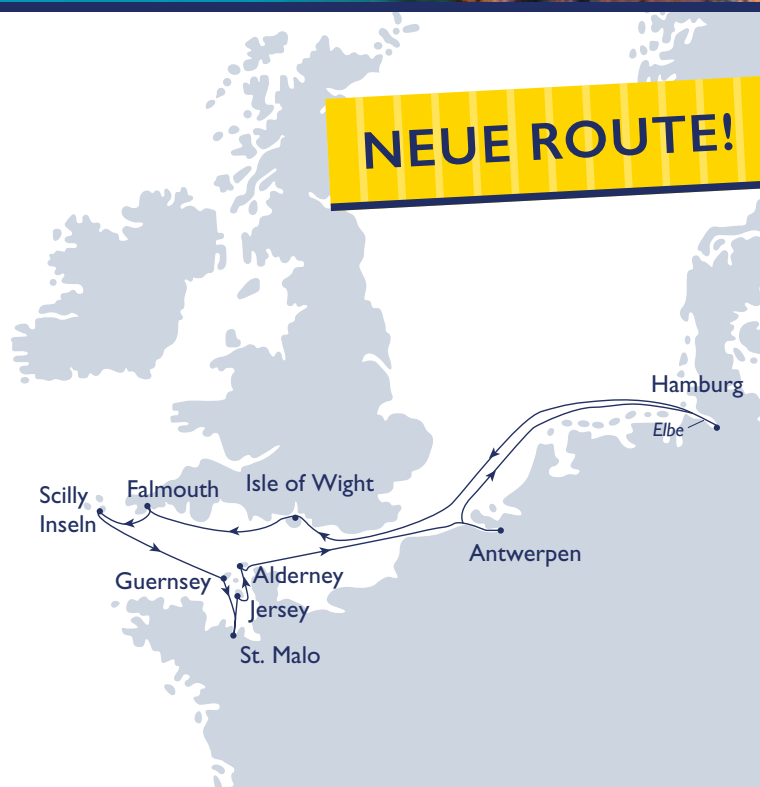 NEUE ROUTE!
Hamburg
Elbe
Isle of Wight
Falmouth
Scilly
Inseln
Antwerpen
Alderney
Guernsey
Jersey
St. Malo